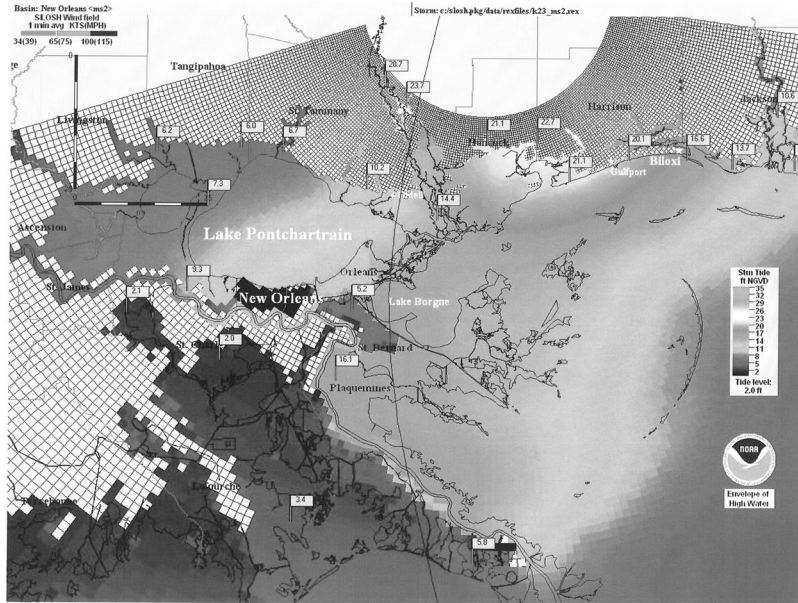 Basin: New Orleans <ms2>
SLOSH Wind field
1 min avg KTS(MPH)
34(39) 65(75) 100(115)
Storm: c:/slosh.pkg/data/rexfiles/k23_ms2.rex
Tangipahoa
28.7
23.7
Jackson
10.6
Harrison
St. Tammany
Livingston
6.2
6.0
6.7
21.1
22.7
Hancock
20.1
16.6
13.7
21.1
Biloxi
Gulfport
10.2
7.3
Slidell
14.4
0
Ascension
Lake Pontchartrain
9.3
Orleans
St. James
2.1
New Orleans
5.2
Lake Borgne
Stm Tide
ft NGVD
35
32
29
26
23
20
17
14
11
8
5
2
Tide level:
2.0 ft
2.0
St. Bernard
16.1
Plaquemines
NOAA
Envelope of
High Water
Lafourche
Terrebonne
3.4
5.8